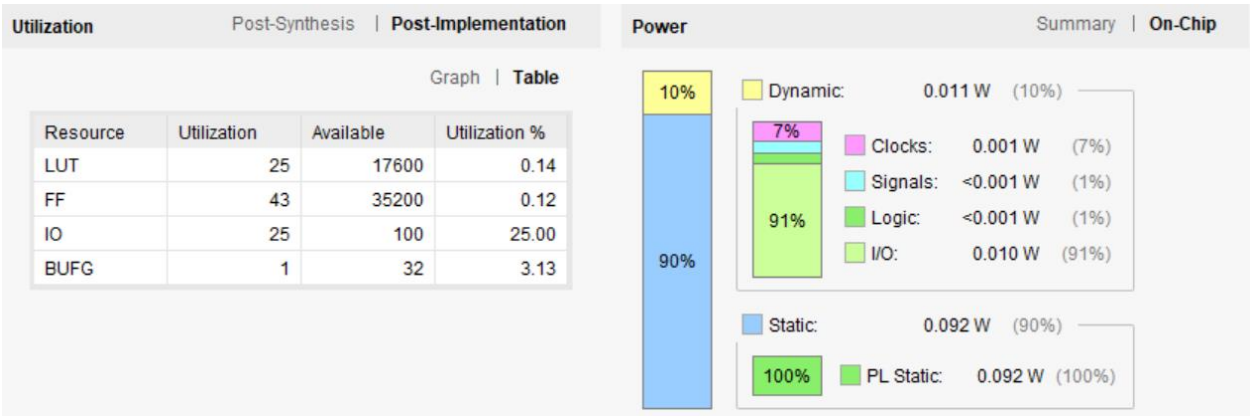 Utilization Post-Synthesis | Post-Implementation
Graph | Table
Resource Utilization Available Utilization %
LUT 25 17600 0.14
FF 43 35200 0.12
IO 25 100 25.00
BUFG 1 32 3.13
Power Summary | On-Chip
10%
90%
Dynamic: 0.011 W (10%)
7%
91%
Clocks: 0.001 W (7%)
Signals: <0.001 W (1%)
Logic: <0.001 W (1%)
I/O: 0.010 W (91%)
Static: 0.092 W (90%)
100% PL Static: 0.092 W (100%)